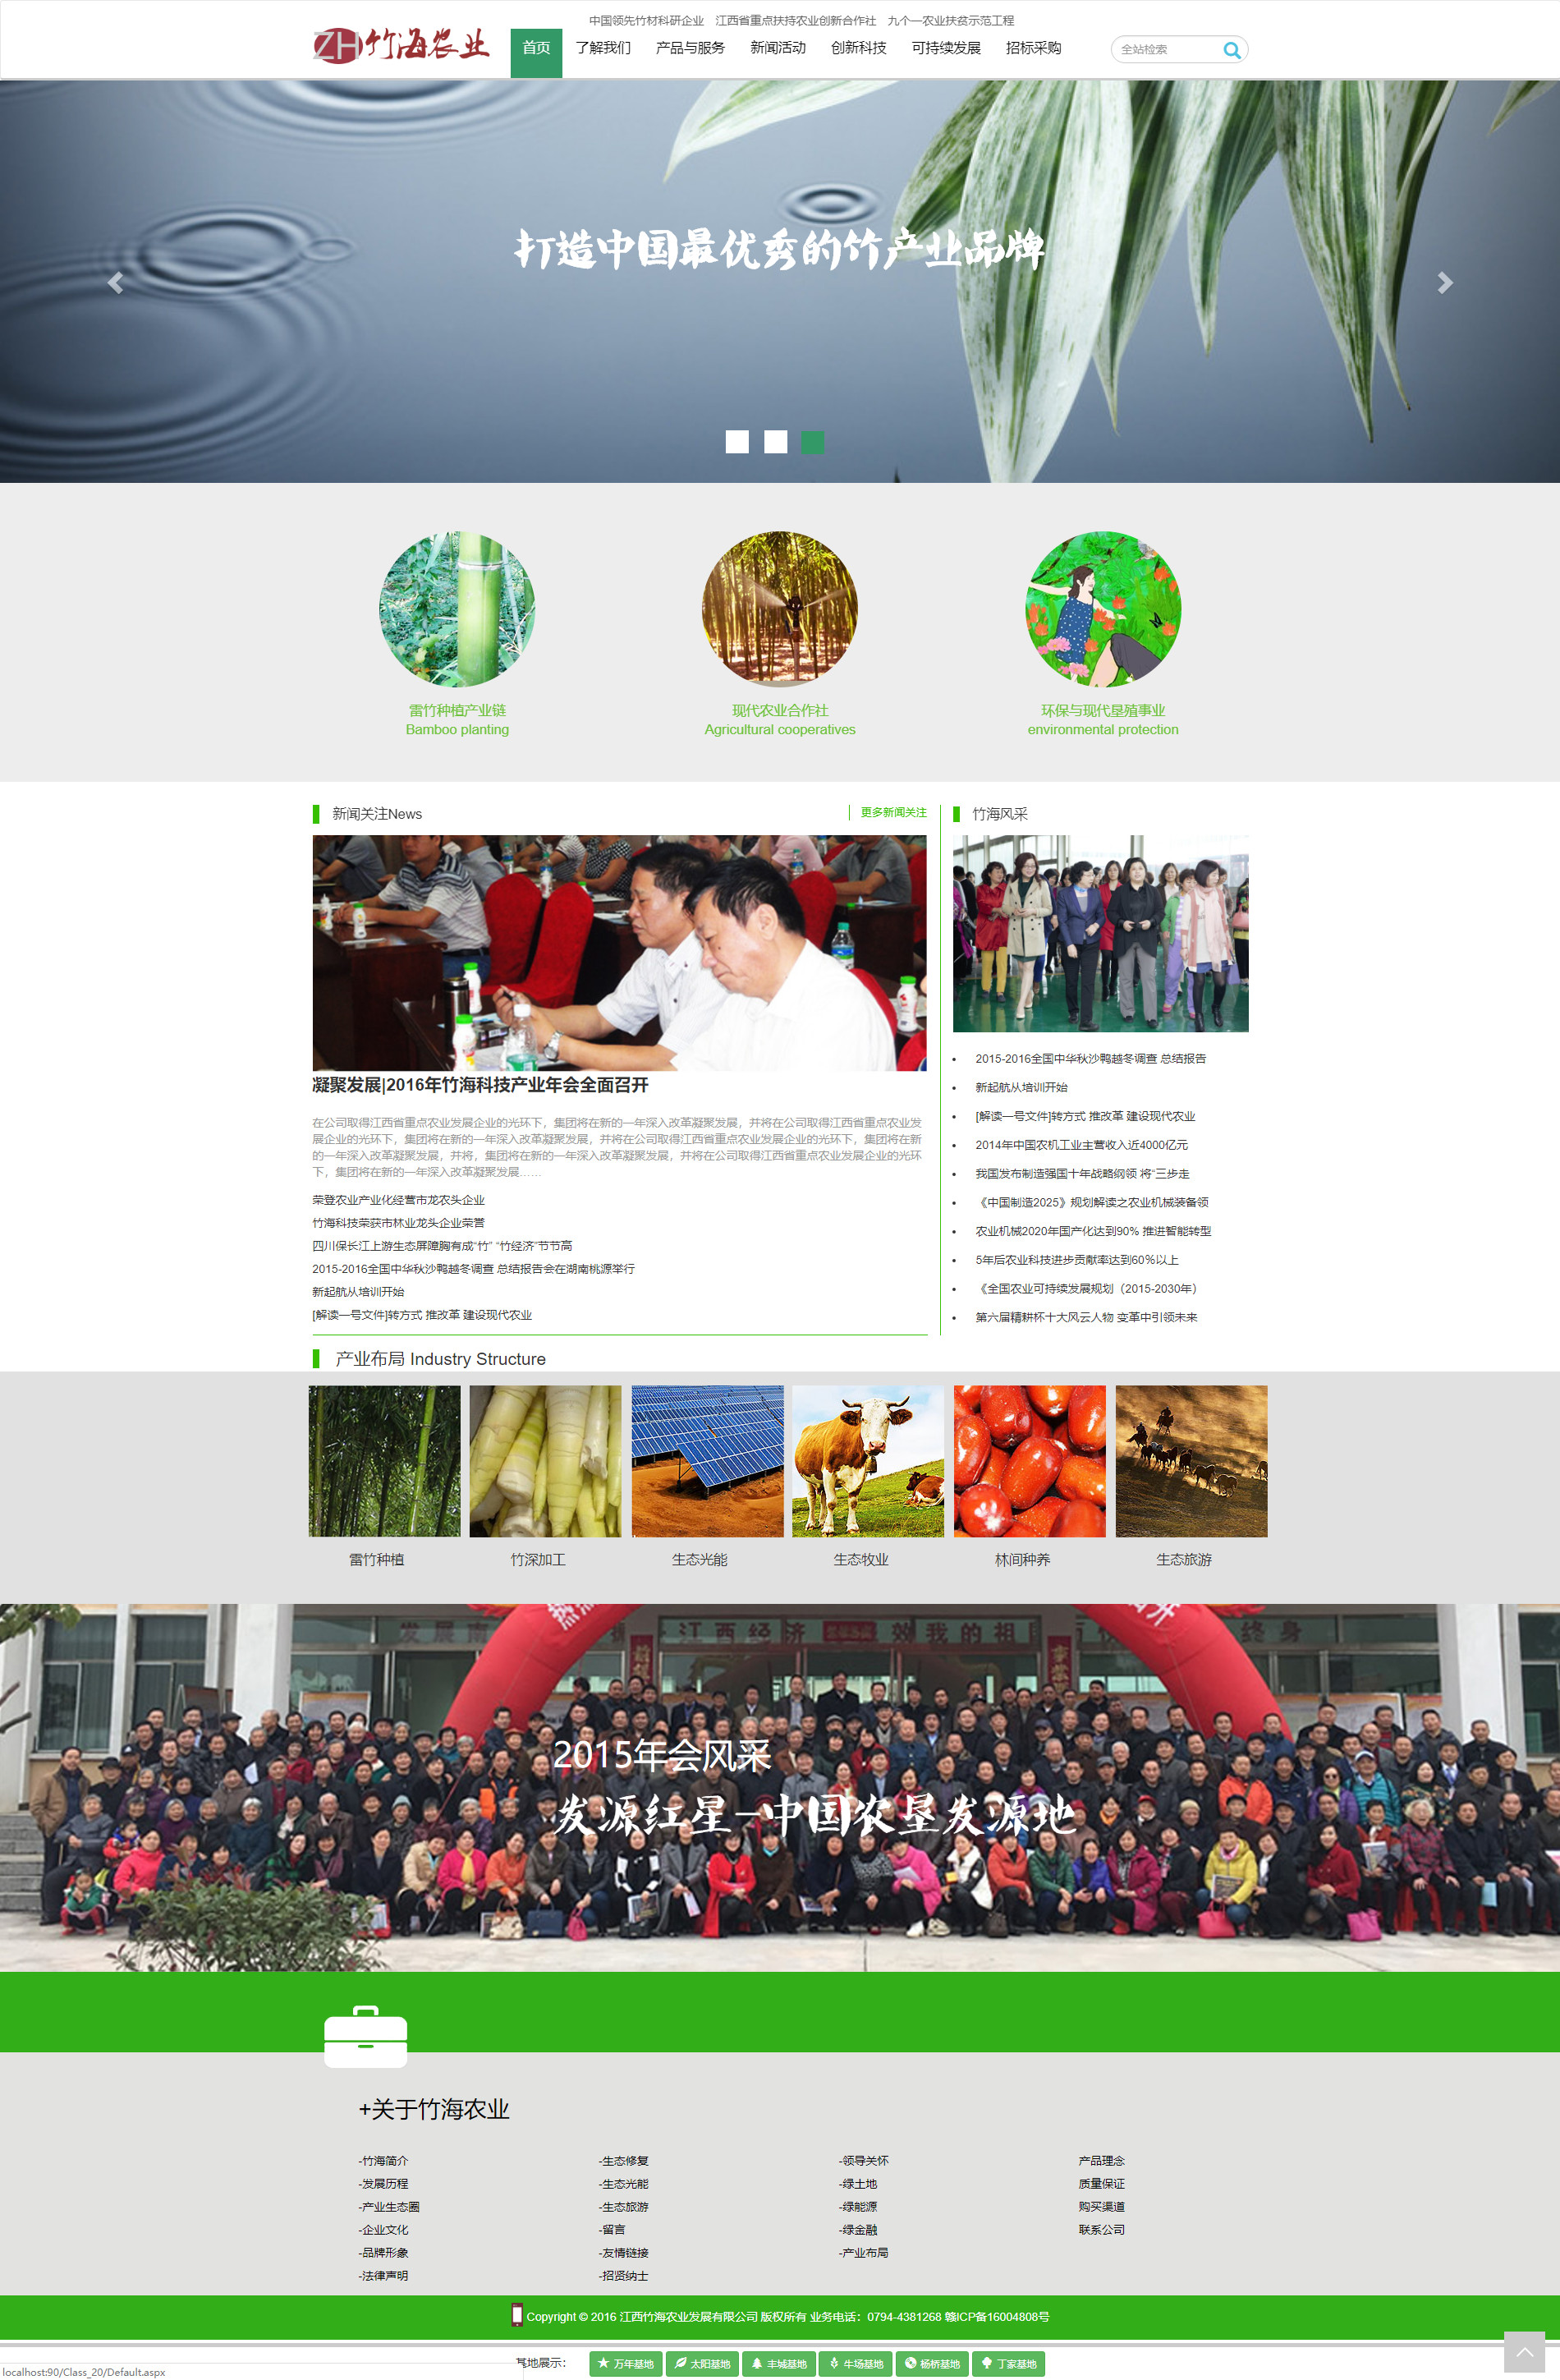 中国领先竹材科研企业 江西省重点扶持农业创新合作社 九个一农业扶贫示范工程
ZH竹海农业
首页 了解我们 产品与服务 新闻活动 创新科技 可持续发展 招标采购
全站检索
打造中国最优秀的竹产业品牌
雷竹种植产业链
Bamboo planting
现代农业合作社
Agricultural cooperatives
环保与现代垦殖事业
environmental protection
新闻关注News
更多新闻关注
凝聚发展|2016年竹海科技产业年会全面召开
在公司取得江西省重点农业发展企业的光环下，集团将在新的一年深入改革凝聚发展，并将在公司取得江西省重点农业发
展企业的光环下，集团将在新的一年深入改革凝聚发展，并将在公司取得江西省重点农业发展企业的光环下，集团将在新
的一年深入改革凝聚发展，并将，集团将在新的一年深入改革凝聚发展，并将在公司取得江西省重点农业发展企业的光环
下，集团将在新的一年深入改革凝聚发展……
荣登农业产业化经营市龙农头企业
竹海科技荣获市林业龙头企业荣誉
四川保长江上游生态屏障胸有成“竹” “竹经济”节节高
2015-2016全国中华秋沙鸭越冬调查 总结报告会在湖南桃源举行
新起航从培训开始
[解读一号文件]转方式 推改革 建设现代农业
竹海风采
• 2015-2016全国中华秋沙鸭越冬调查 总结报告
• 新起航从培训开始
• [解读一号文件]转方式 推改革 建设现代农业
• 2014年中国农机工业主营收入近4000亿元
• 我国发布制造强国十年战略纲领 将“三步走
• 《中国制造2025》规划解读之农业机械装备领
• 农业机械2020年国产化达到90% 推进智能转型
• 5年后农业科技进步贡献率达到60％以上
• 《全国农业可持续发展规划（2015-2030年）
• 第六届精耕杯十大风云人物 变革中引领未来
产业布局 Industry Structure
雷竹种植
竹深加工
生态光能
生态牧业
林间种养
生态旅游
江西经济
效我的祖国
终身
2015年会风采
发源红星—中国农垦发源地
+关于竹海农业
-竹海简介
-发展历程
-产业生态圈
-企业文化
-品牌形象
-法律声明
-生态修复
-生态光能
-生态旅游
-留言
-友情链接
-招贤纳士
-领导关怀
-绿土地
-绿能源
-绿金融
-产业布局
产品理念
质量保证
购买渠道
联系公司
Copyright © 2016 江西竹海农业发展有限公司 版权所有 业务电话：0794-4381268 赣ICP备16004808号
基地展示： 万年基地 太阳基地 丰城基地 牛场基地 杨桥基地 丁家基地
localhost:90/Class_20/Default.aspx